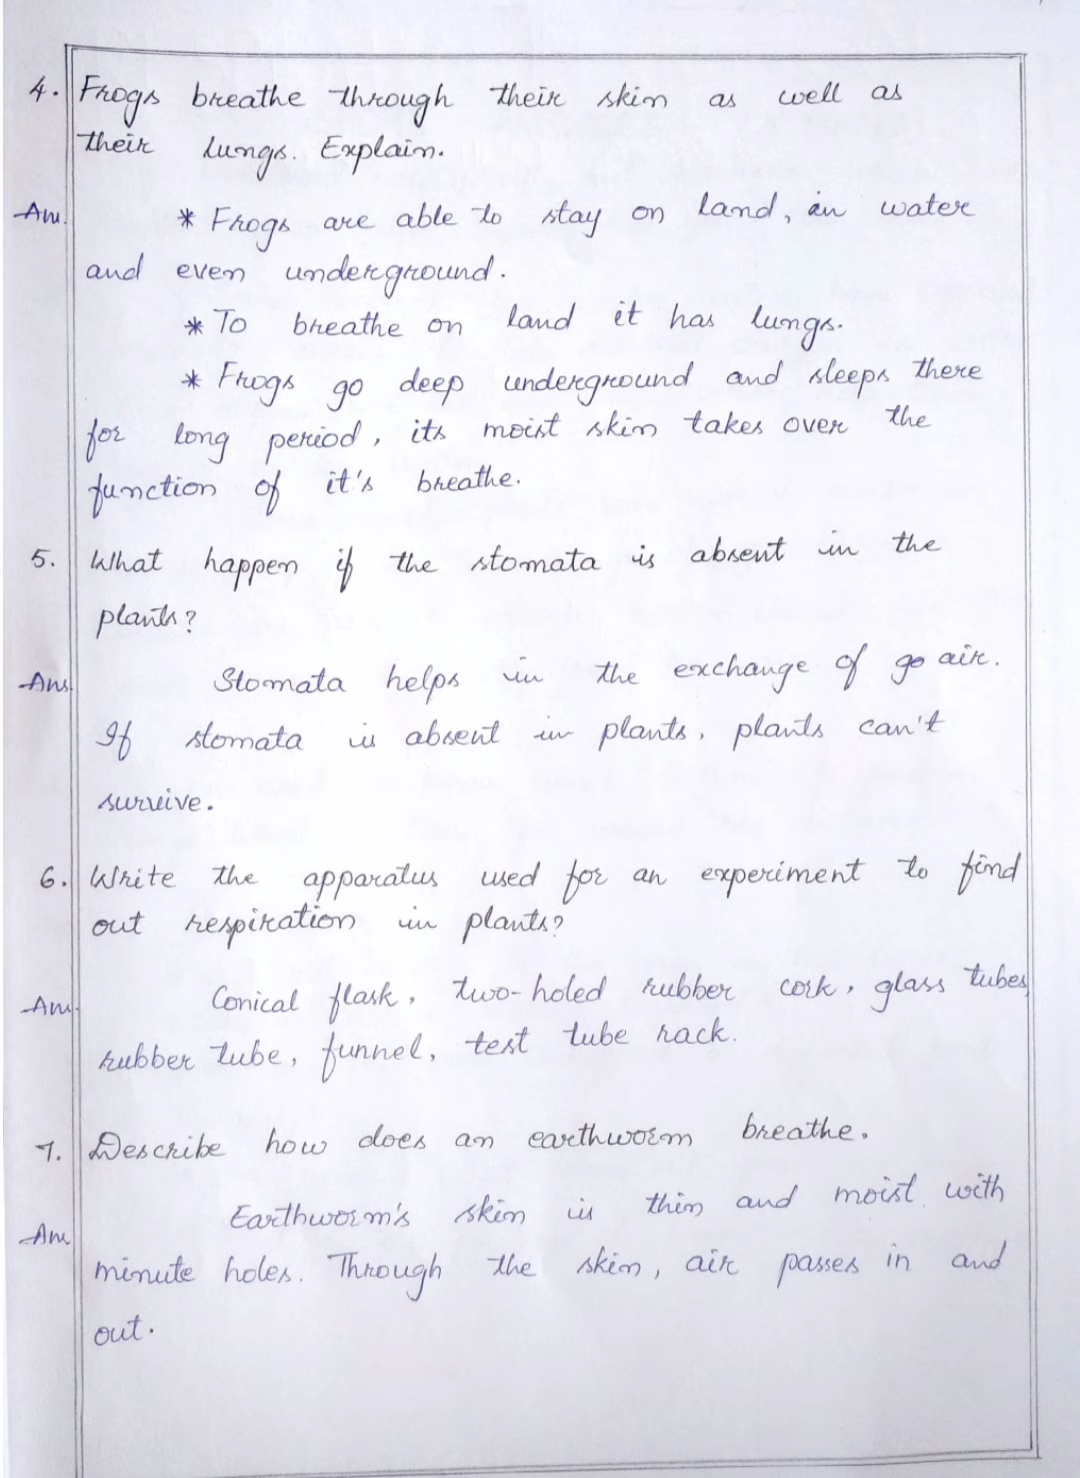 4. Frogs breathe through their skin as well as
their lungs. Explain.
Ans. * Frogs are able to stay on land, in water
and even underground.
* To breathe on land it has lungs.
* Frogs go deep underground and sleeps there
for long period, its moist skin takes over the
function of it's breathe.
5. What happen if the stomata is absent in the
plants?
Ans. Stomata helps in the exchange of go air.
If stomata is absent in plants, plants can't
survive.
6. Write the apparatus used for an experiment to find
out respiration in plants?
Ans. Conical flask, two-holed rubber cork, glass tubes,
rubber tube, funnel, test tube rack.
7. Describe how does an earthworm breathe.
Ans Earthworm's skin is thin and moist with
minute holes. Through the skin, air passes in and
out.